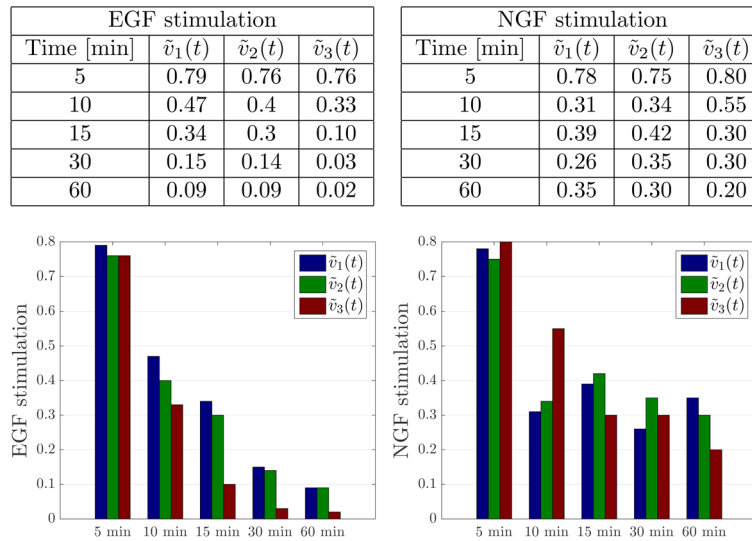 EGF stimulation
Time [min] ṽ₁(t) ṽ₂(t) ṽ₃(t)
5 0.79 0.76 0.76
10 0.47 0.4 0.33
15 0.34 0.3 0.10
30 0.15 0.14 0.03
60 0.09 0.09 0.02
NGF stimulation
Time [min] ṽ₁(t) ṽ₂(t) ṽ₃(t)
5 0.78 0.75 0.80
10 0.31 0.34 0.55
15 0.39 0.42 0.30
30 0.26 0.35 0.30
60 0.35 0.30 0.20
EGF stimulation
0.8
0.7
0.6
0.5
0.4
0.3
0.2
0.1
0
ṽ₁(t)
ṽ₂(t)
ṽ₃(t)
5 min 10 min 15 min 30 min 60 min
NGF stimulation
0.8
0.7
0.6
0.5
0.4
0.3
0.2
0.1
0
ṽ₁(t)
ṽ₂(t)
ṽ₃(t)
5 min 10 min 15 min 30 min 60 min